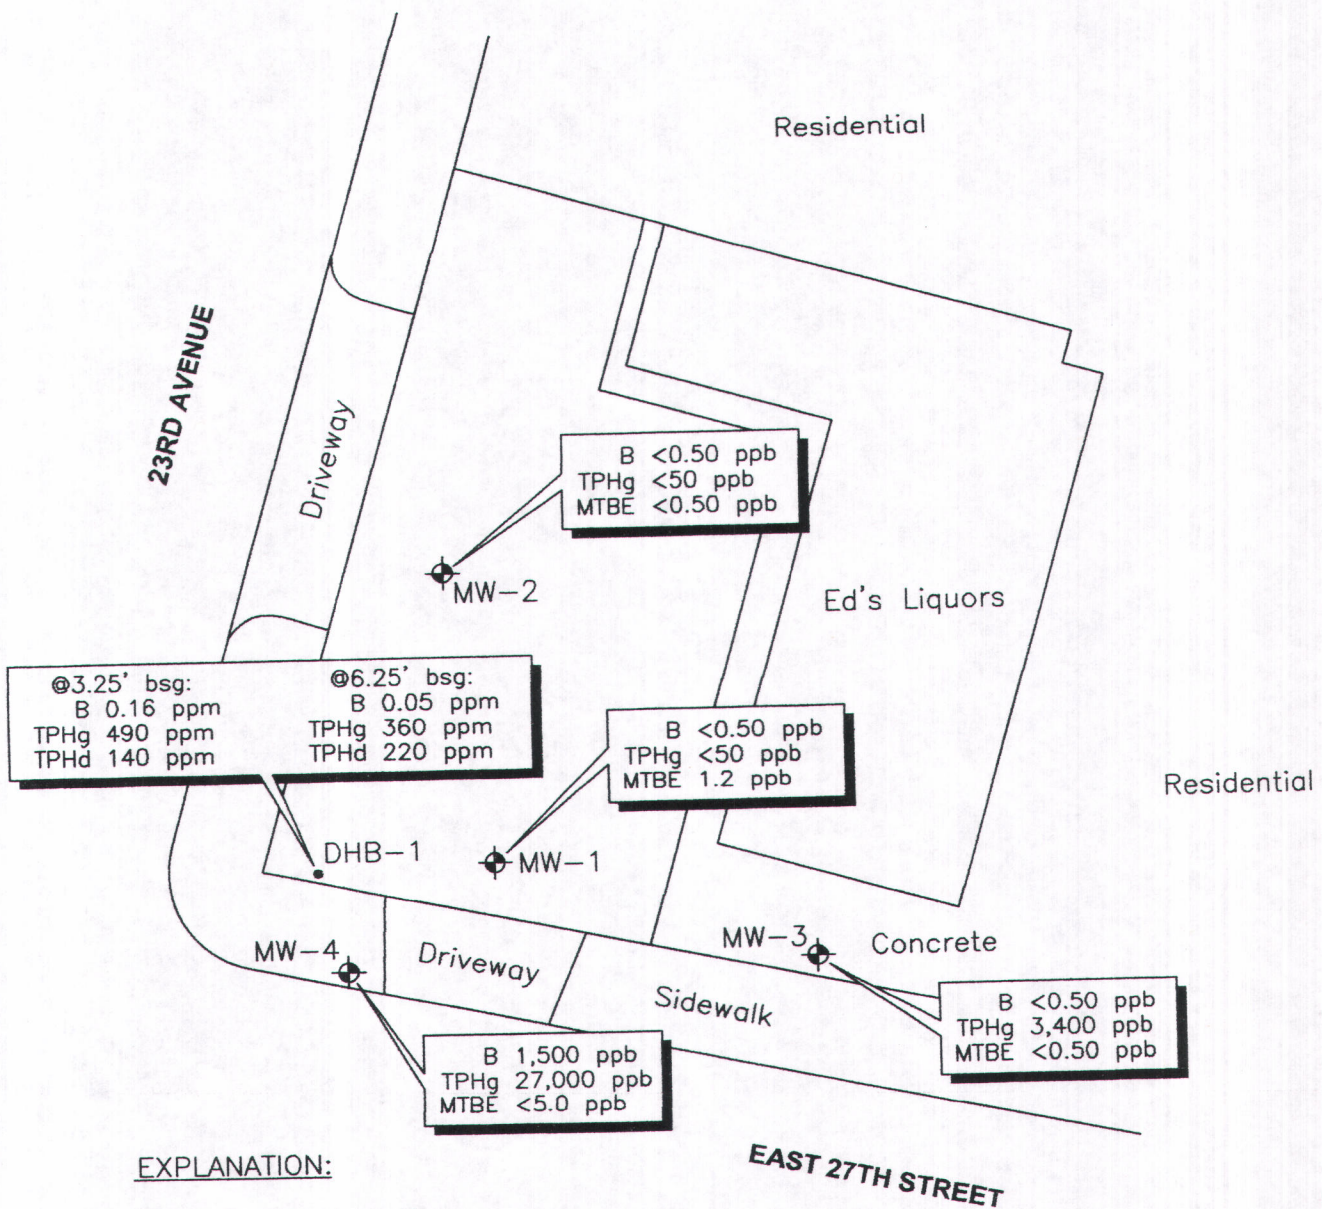 Residential
23RD AVENUE
Driveway
B <0.50 ppb
TPHg <50 ppb
MTBE <0.50 ppb
MW-2
Ed's Liquors
@3.25' bsg:
B 0.16 ppm
TPHg 490 ppm
TPHd 140 ppm
@6.25' bsg:
B 0.05 ppm
TPHg 360 ppm
TPHd 220 ppm
B <0.50 ppb
TPHg <50 ppb
MTBE 1.2 ppb
Residential
DHB-1
MW-1
MW-4
Driveway
MW-3
Concrete
Sidewalk
B <0.50 ppb
TPHg 3,400 ppb
MTBE <0.50 ppb
B 1,500 ppb
TPHg 27,000 ppb
MTBE <5.0 ppb
EXPLANATION:
EAST 27TH STREET